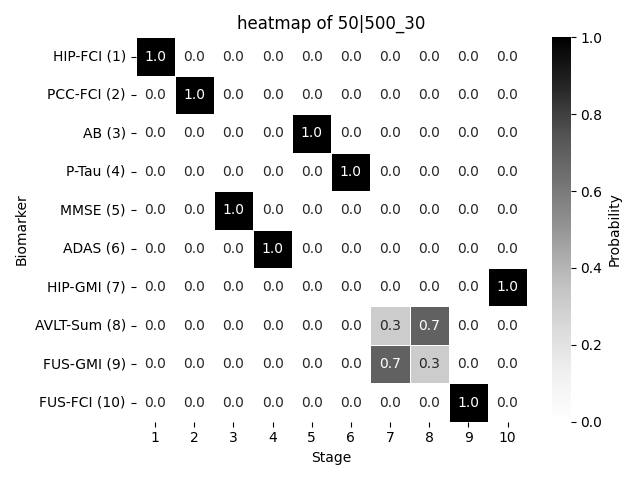 heatmap of 50|500_30
HIP-FCI (1) 1.0 0.0 0.0 0.0 0.0 0.0 0.0 0.0 0.0 0.0
PCC-FCI (2) 0.0 1.0 0.0 0.0 0.0 0.0 0.0 0.0 0.0 0.0
AB (3) 0.0 0.0 0.0 0.0 1.0 0.0 0.0 0.0 0.0 0.0
P-Tau (4) 0.0 0.0 0.0 0.0 0.0 1.0 0.0 0.0 0.0 0.0
MMSE (5) 0.0 0.0 1.0 0.0 0.0 0.0 0.0 0.0 0.0 0.0
ADAS (6) 0.0 0.0 0.0 1.0 0.0 0.0 0.0 0.0 0.0 0.0
HIP-GMI (7) 0.0 0.0 0.0 0.0 0.0 0.0 0.0 0.0 0.0 1.0
AVLT-Sum (8) 0.0 0.0 0.0 0.0 0.0 0.0 0.3 0.7 0.0 0.0
FUS-GMI (9) 0.0 0.0 0.0 0.0 0.0 0.0 0.7 0.3 0.0 0.0
FUS-FCI (10) 0.0 0.0 0.0 0.0 0.0 0.0 0.0 0.0 1.0 0.0
1 2 3 4 5 6 7 8 9 10
Stage
Biomarker
1.0
0.8
0.6
0.4
0.2
0.0
Probability